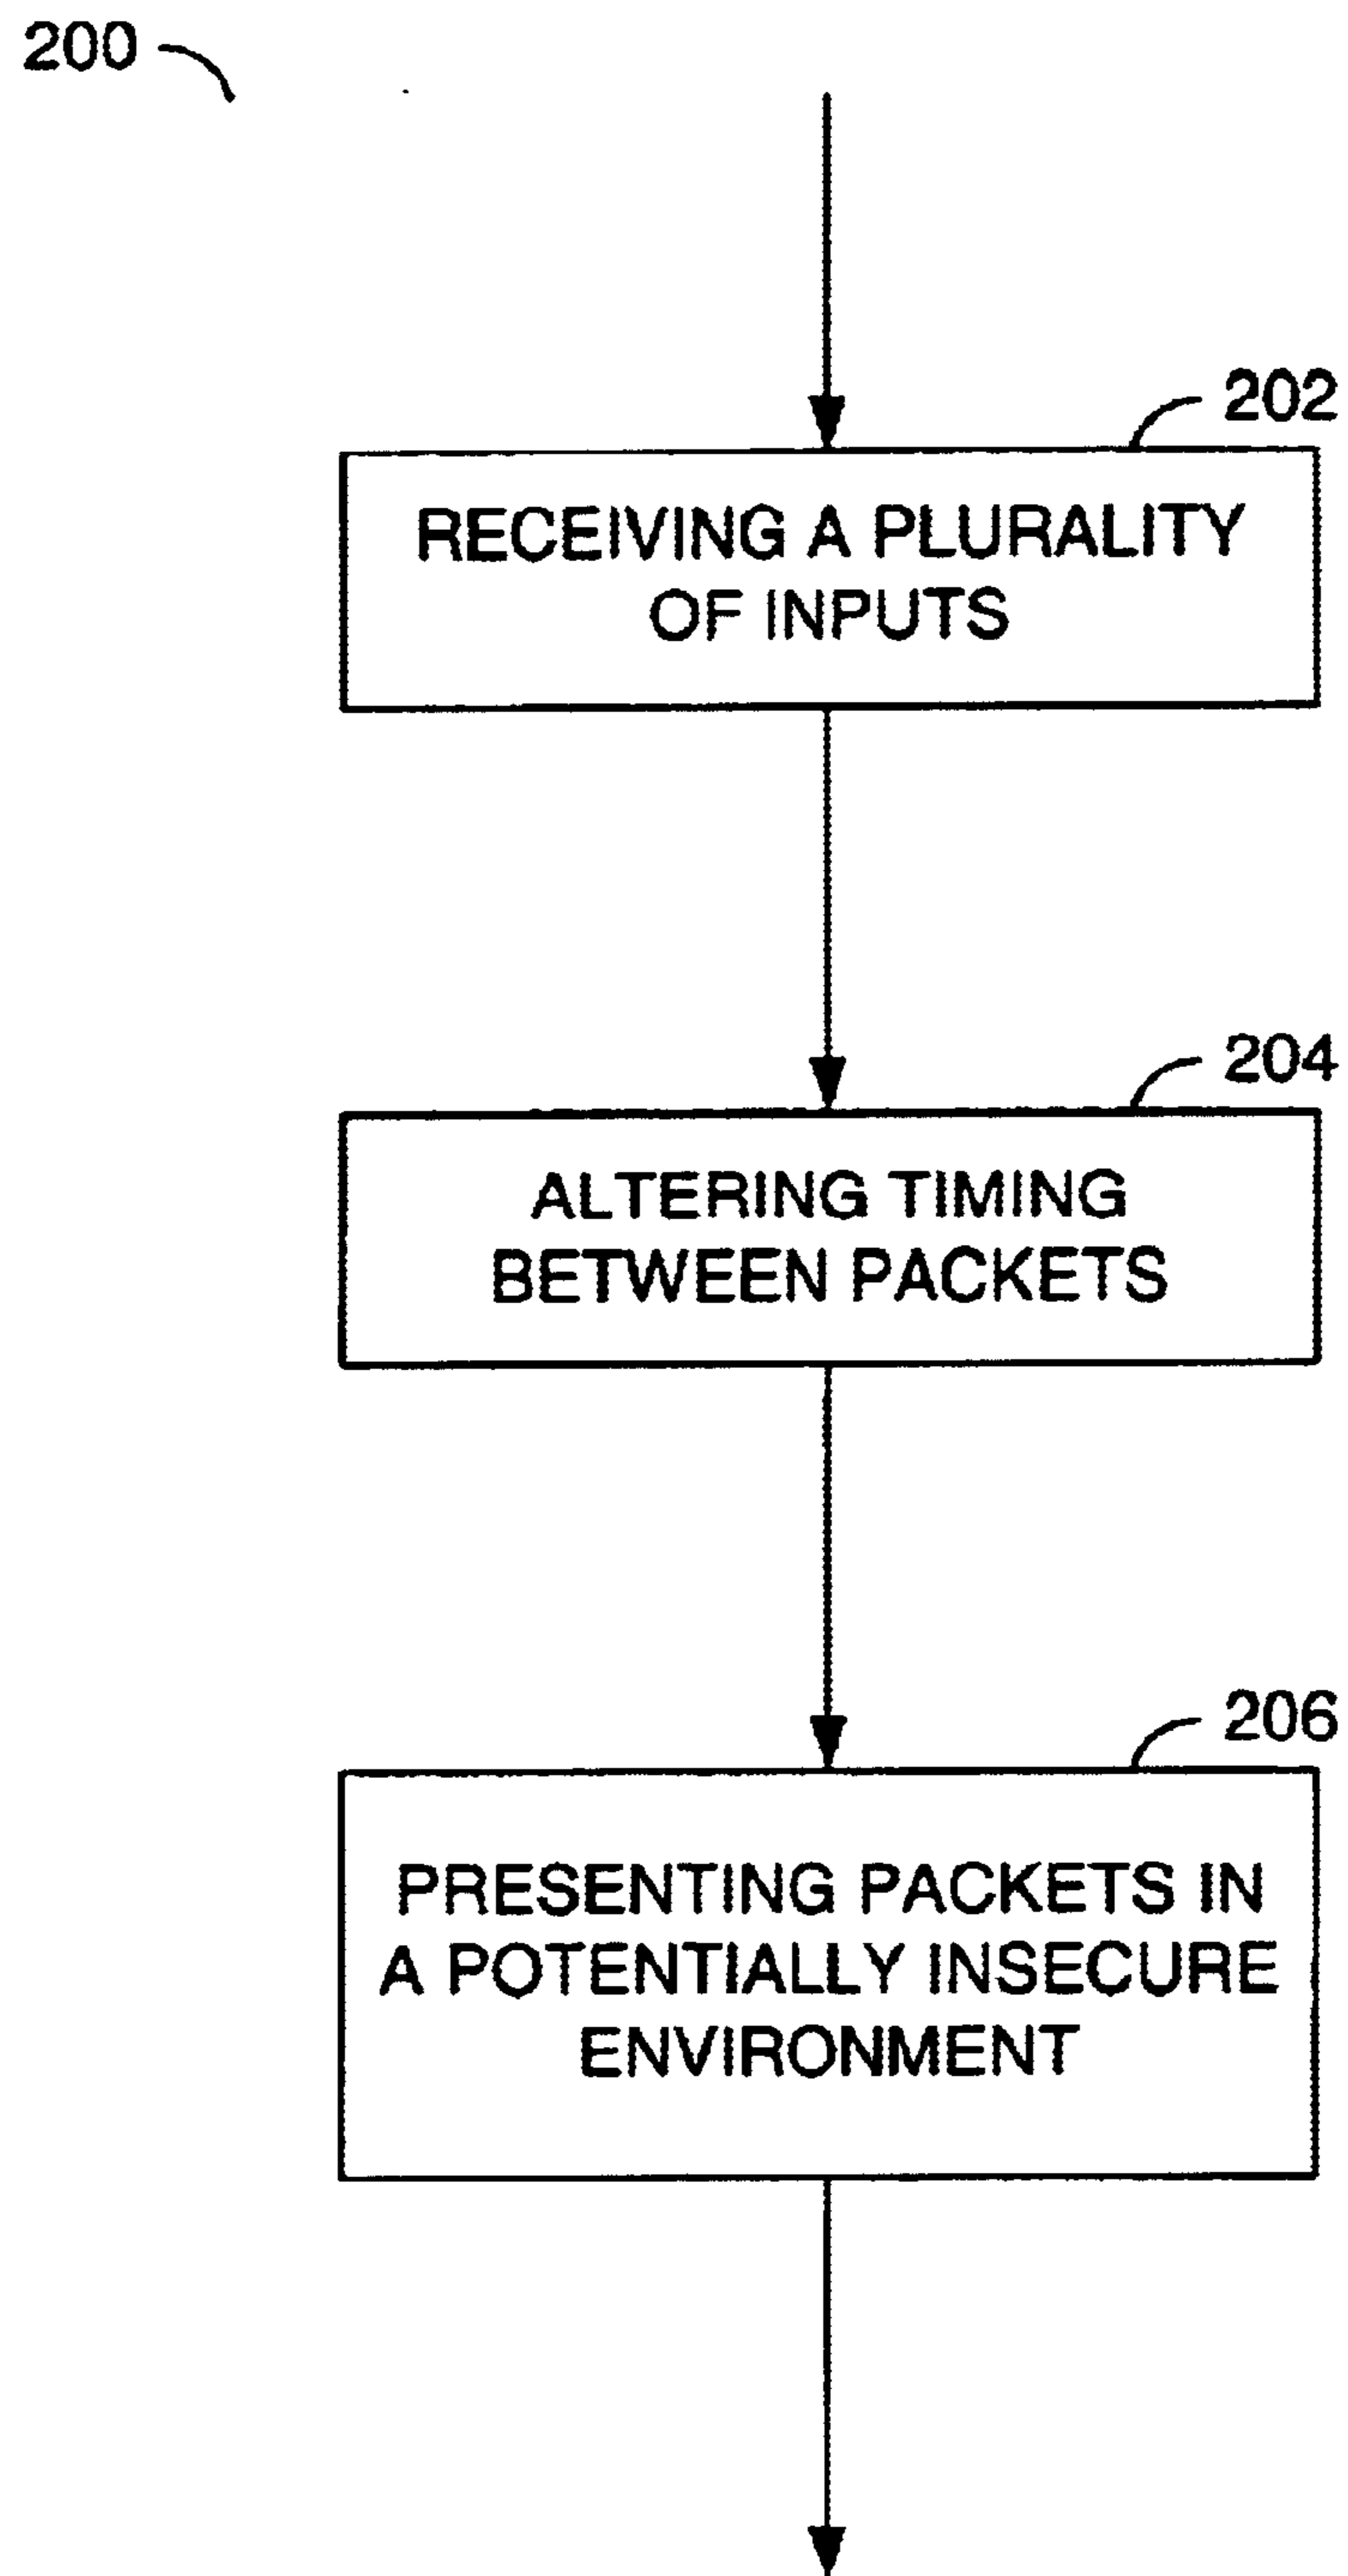 200
202
RECEIVING A PLURALITY
OF INPUTS
204
ALTERING TIMING
BETWEEN PACKETS
206
PRESENTING PACKETS IN
A POTENTIALLY INSECURE
ENVIRONMENT